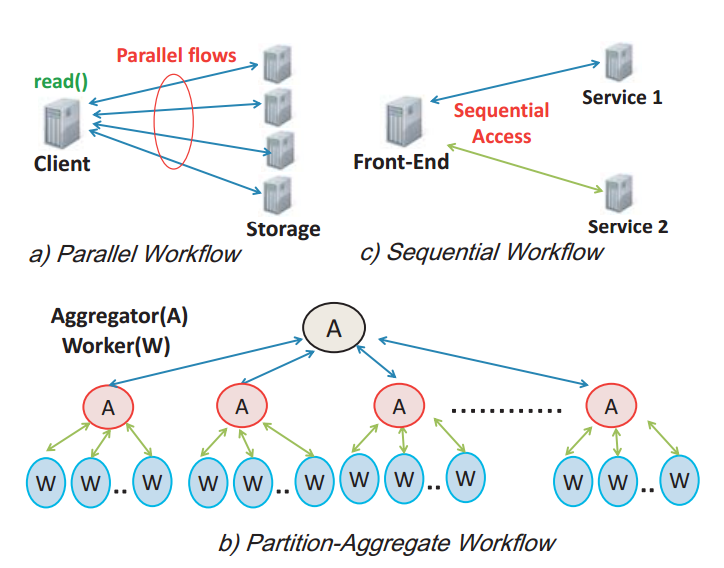 Parallel flows
read()
Client
Storage
a) Parallel Workflow
Service 1
Sequential
Access
Front-End
Service 2
c) Sequential Workflow
Aggregator(A)
Worker(W)
A
A
A
A
............
A
W W .. W W W .. W W W .. W W W .. W
b) Partition-Aggregate Workflow